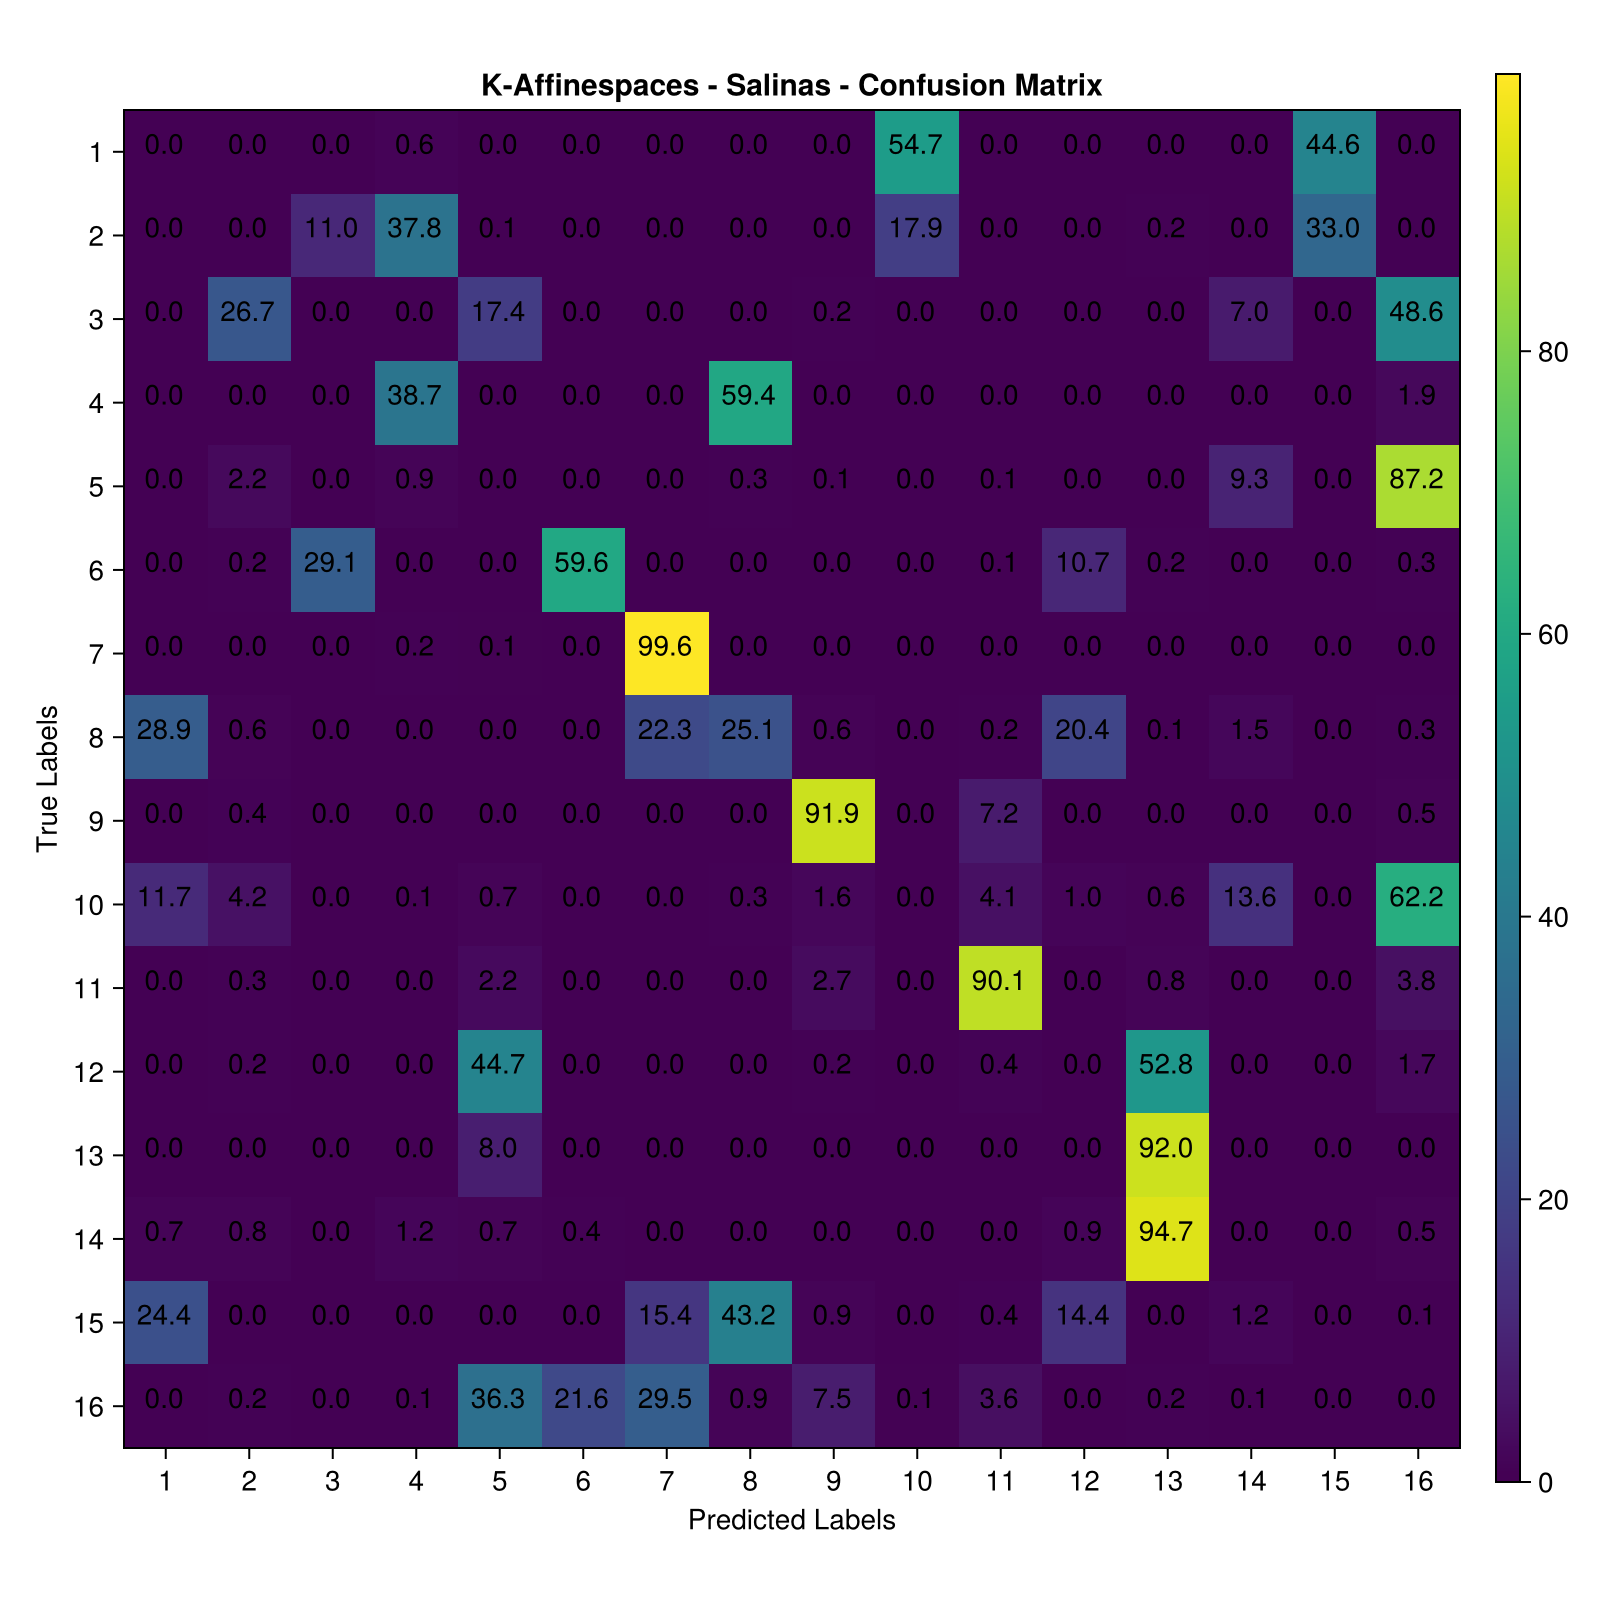 K-Affinespaces - Salinas - Confusion Matrix
1 0.0 0.0 0.0 0.6 0.0 0.0 0.0 0.0 0.0 54.7 0.0 0.0 0.0 0.0 44.6 0.0
2 0.0 0.0 11.0 37.8 0.1 0.0 0.0 0.0 0.0 17.9 0.0 0.0 0.2 0.0 33.0 0.0
3 0.0 26.7 0.0 0.0 17.4 0.0 0.0 0.0 0.2 0.0 0.0 0.0 0.0 7.0 0.0 48.6
80
4 0.0 0.0 0.0 38.7 0.0 0.0 0.0 59.4 0.0 0.0 0.0 0.0 0.0 0.0 0.0 1.9
5 0.0 2.2 0.0 0.9 0.0 0.0 0.0 0.3 0.1 0.0 0.1 0.0 0.0 9.3 0.0 87.2
6 0.0 0.2 29.1 0.0 0.0 59.6 0.0 0.0 0.0 0.0 0.1 10.7 0.2 0.0 0.0 0.3
60
7 0.0 0.0 0.0 0.2 0.1 0.0 99.6 0.0 0.0 0.0 0.0 0.0 0.0 0.0 0.0 0.0
8 28.9 0.6 0.0 0.0 0.0 0.0 22.3 25.1 0.6 0.0 0.2 20.4 0.1 1.5 0.0 0.3
True Labels
9 0.0 0.4 0.0 0.0 0.0 0.0 0.0 0.0 91.9 0.0 7.2 0.0 0.0 0.0 0.0 0.5
10 11.7 4.2 0.0 0.1 0.7 0.0 0.0 0.3 1.6 0.0 4.1 1.0 0.6 13.6 0.0 62.2
40
11 0.0 0.3 0.0 0.0 2.2 0.0 0.0 0.0 2.7 0.0 90.1 0.0 0.8 0.0 0.0 3.8
12 0.0 0.2 0.0 0.0 44.7 0.0 0.0 0.0 0.2 0.0 0.4 0.0 52.8 0.0 0.0 1.7
13 0.0 0.0 0.0 0.0 8.0 0.0 0.0 0.0 0.0 0.0 0.0 0.0 92.0 0.0 0.0 0.0
20
14 0.7 0.8 0.0 1.2 0.7 0.4 0.0 0.0 0.0 0.0 0.0 0.9 94.7 0.0 0.0 0.5
15 24.4 0.0 0.0 0.0 0.0 0.0 15.4 43.2 0.9 0.0 0.4 14.4 0.0 1.2 0.0 0.1
16 0.0 0.2 0.0 0.1 36.3 21.6 29.5 0.9 7.5 0.1 3.6 0.0 0.2 0.1 0.0 0.0
1 2 3 4 5 6 7 8 9 10 11 12 13 14 15 16
0
Predicted Labels